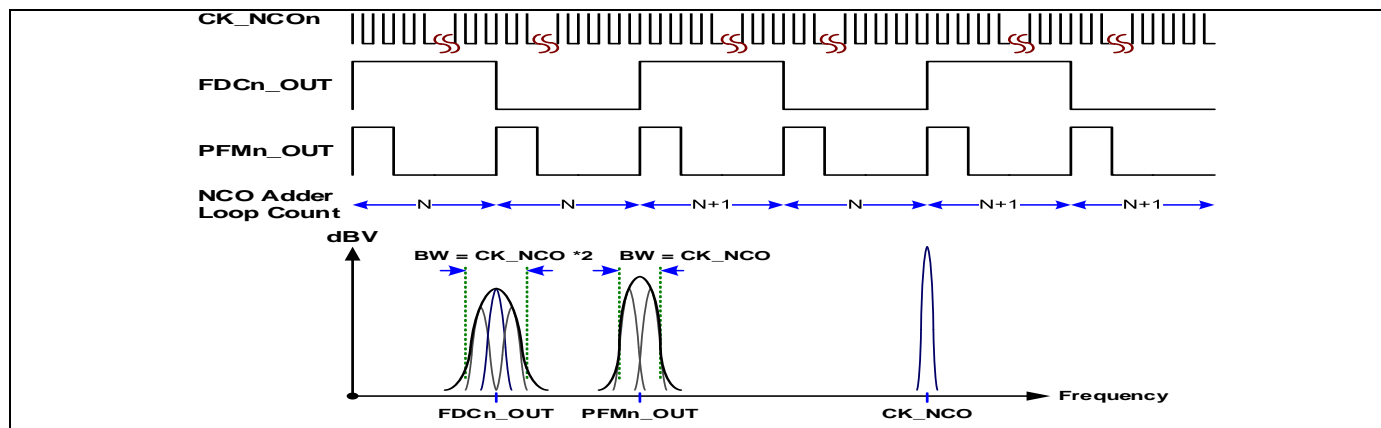 CK_NCOn
FDCn_OUT
PFMn_OUT
NCO Adder
Loop Count
N
N
N+1
N
N+1
N+1
dBV
BW = CK_NCO *2
BW = CK_NCO
Frequency
FDCn_OUT
PFMn_OUT
CK_NCO